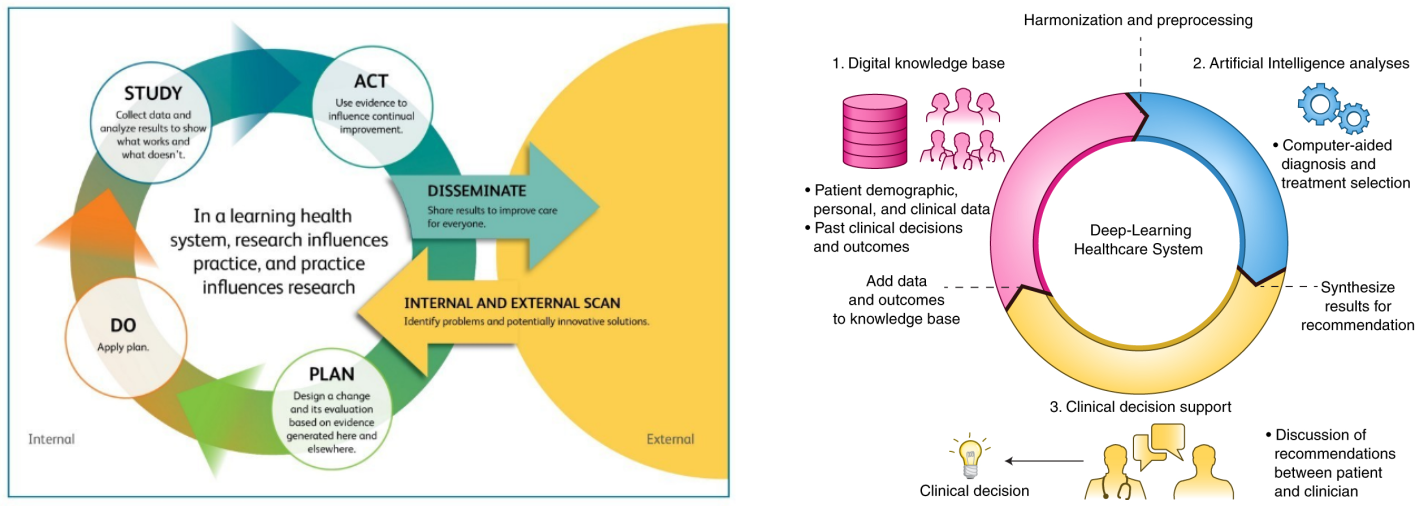 STUDY
Collect data and
analyze results to show
what works and
what doesn't.
ACT
Use evidence to
influence continual
improvement.
DISSEMINATE
Share results to improve care
for everyone.
In a learning health
system, research influences
practice, and practice
influences research
INTERNAL AND EXTERNAL SCAN
Identify problems and potentially innovative solutions.
DO
Apply plan.
PLAN
Design a change
and its evaluation
based on evidence
generated here and
elsewhere.
Internal
External
Harmonization and preprocessing
1. Digital knowledge base
2. Artificial Intelligence analyses
• Computer-aided
diagnosis and
treatment selection
• Patient demographic,
personal, and clinical data
• Past clinical decisions
and outcomes
Deep-Learning
Healthcare System
Add data
and outcomes
to knowledge base
Synthesize
results for
recommendation
3. Clinical decision support
• Discussion of
recommendations
between patient
and clinician
Clinical decision